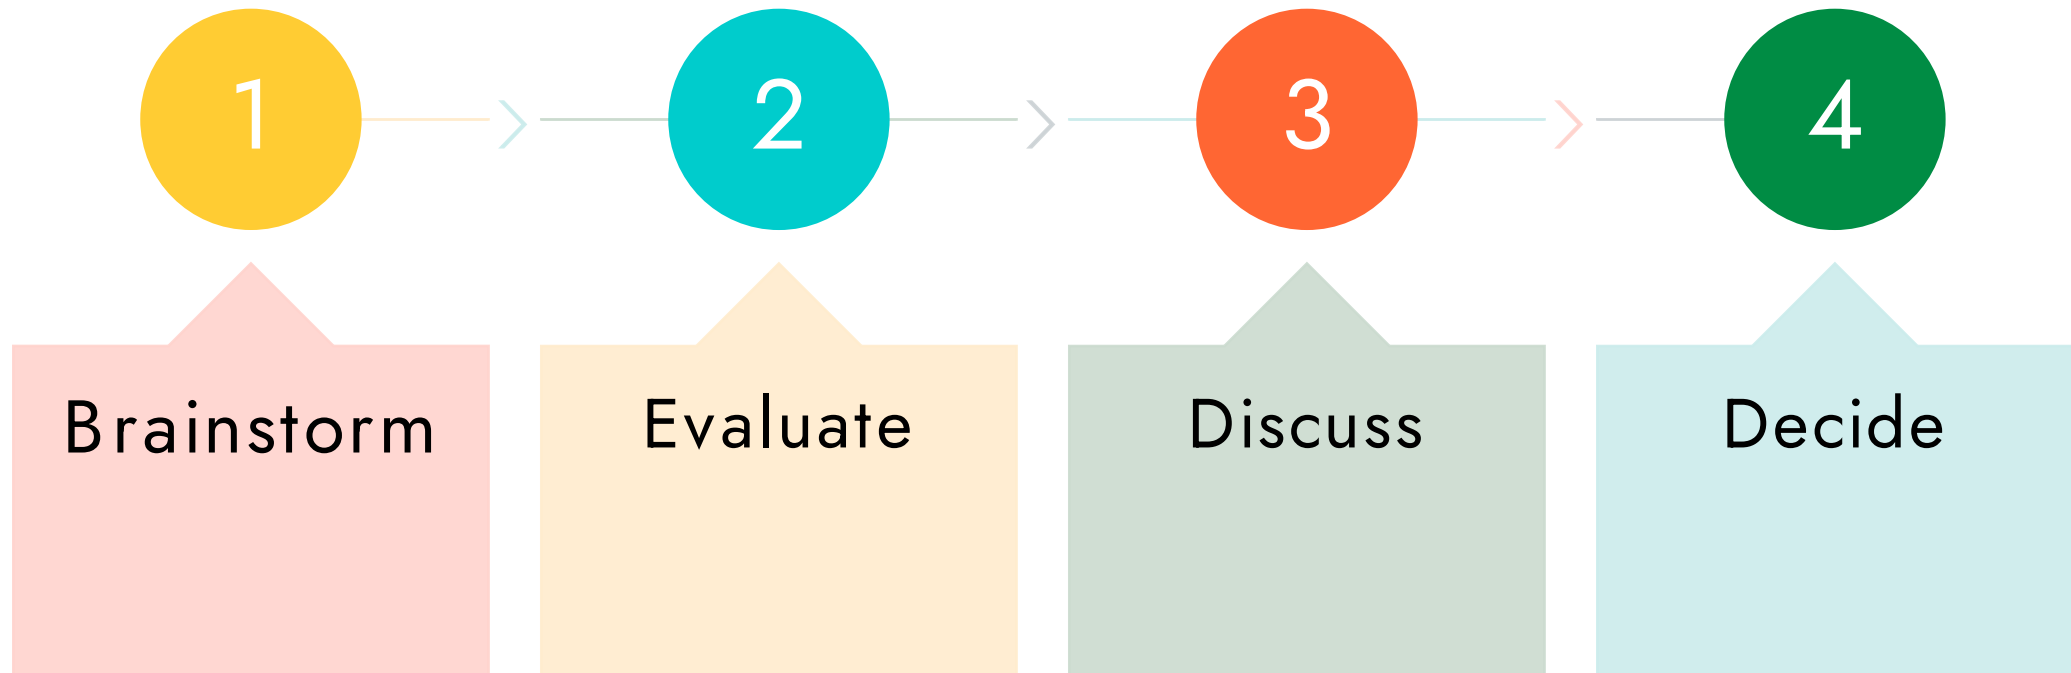 1
2
3
4
Brainstorm
Evaluate
Discuss
Decide